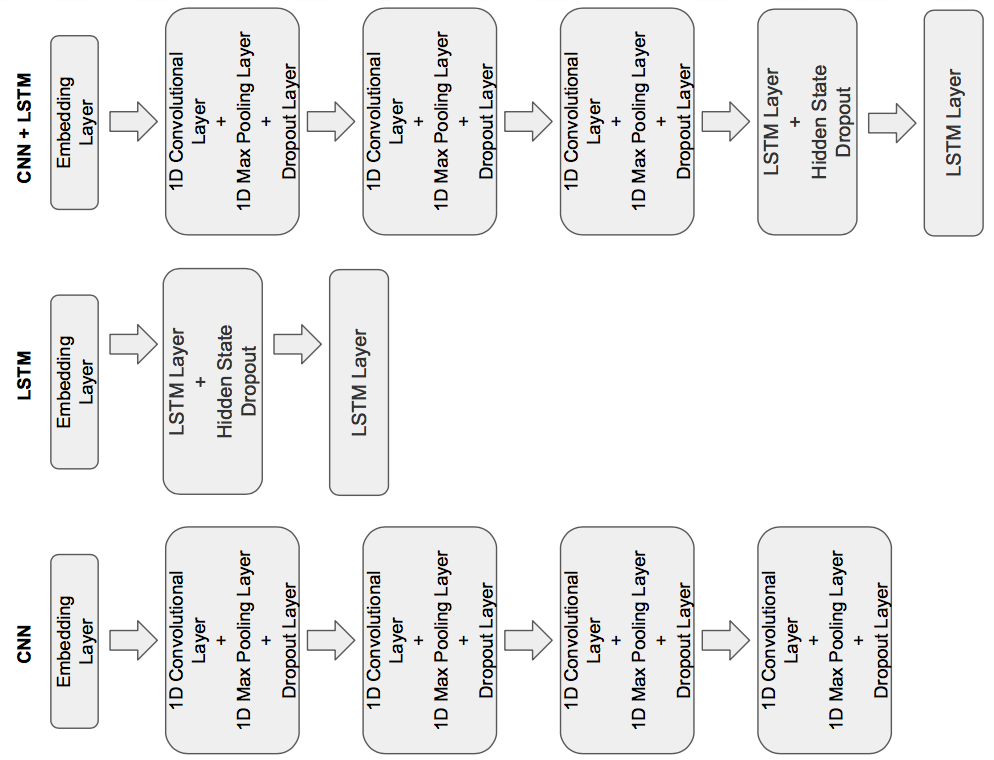 CNN
Embedding
Layer
1D Convolutional
Layer
+
1D Max Pooling Layer
+
Dropout Layer
1D Convolutional
Layer
+
1D Max Pooling Layer
+
Dropout Layer
1D Convolutional
Layer
+
1D Max Pooling Layer
+
Dropout Layer
1D Convolutional
Layer
+
1D Max Pooling Layer
+
Dropout Layer
LSTM
Embedding
Layer
LSTM Layer
+
Hidden State
Dropout
LSTM Layer
CNN + LSTM
Embedding
Layer
1D Convolutional
Layer
+
1D Max Pooling Layer
+
Dropout Layer
1D Convolutional
Layer
+
1D Max Pooling Layer
+
Dropout Layer
1D Convolutional
Layer
+
1D Max Pooling Layer
+
Dropout Layer
LSTM Layer
+
Hidden State
Dropout
LSTM Layer